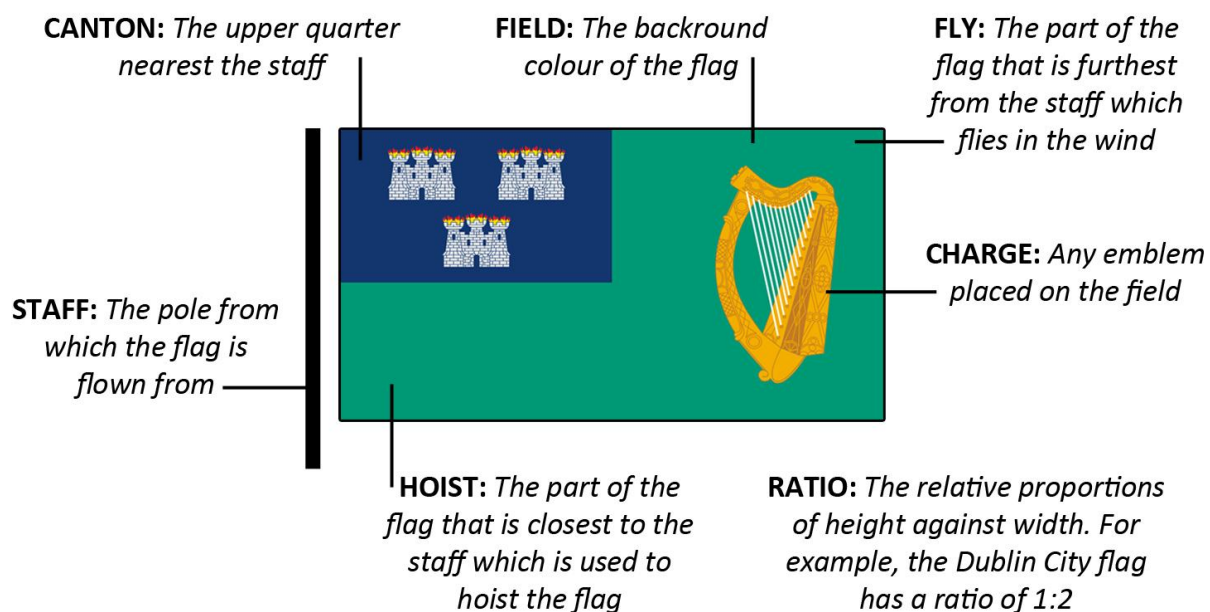 CANTON: The upper quarter
nearest the staff
FIELD: The backround
colour of the flag
FLY: The part of the
flag that is furthest
from the staff which
flies in the wind
CHARGE: Any emblem
placed on the field
STAFF: The pole from
which the flag is
flown from
HOIST: The part of the
flag that is closest to the
staff which is used to
hoist the flag
RATIO: The relative proportions
of height against width. For
example, the Dublin City flag
has a ratio of 1:2